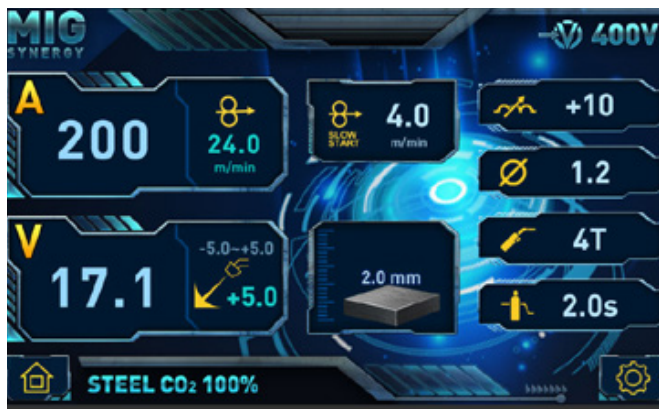 MIG
SYNERGY
400V
A
200
24.0
m/min
SLOW
START
4.0
m/min
+10
1.2
V
17.1
-5.0~+5.0
+5.0
2.0 mm
4T
2.0s
STEEL CO₂ 100%